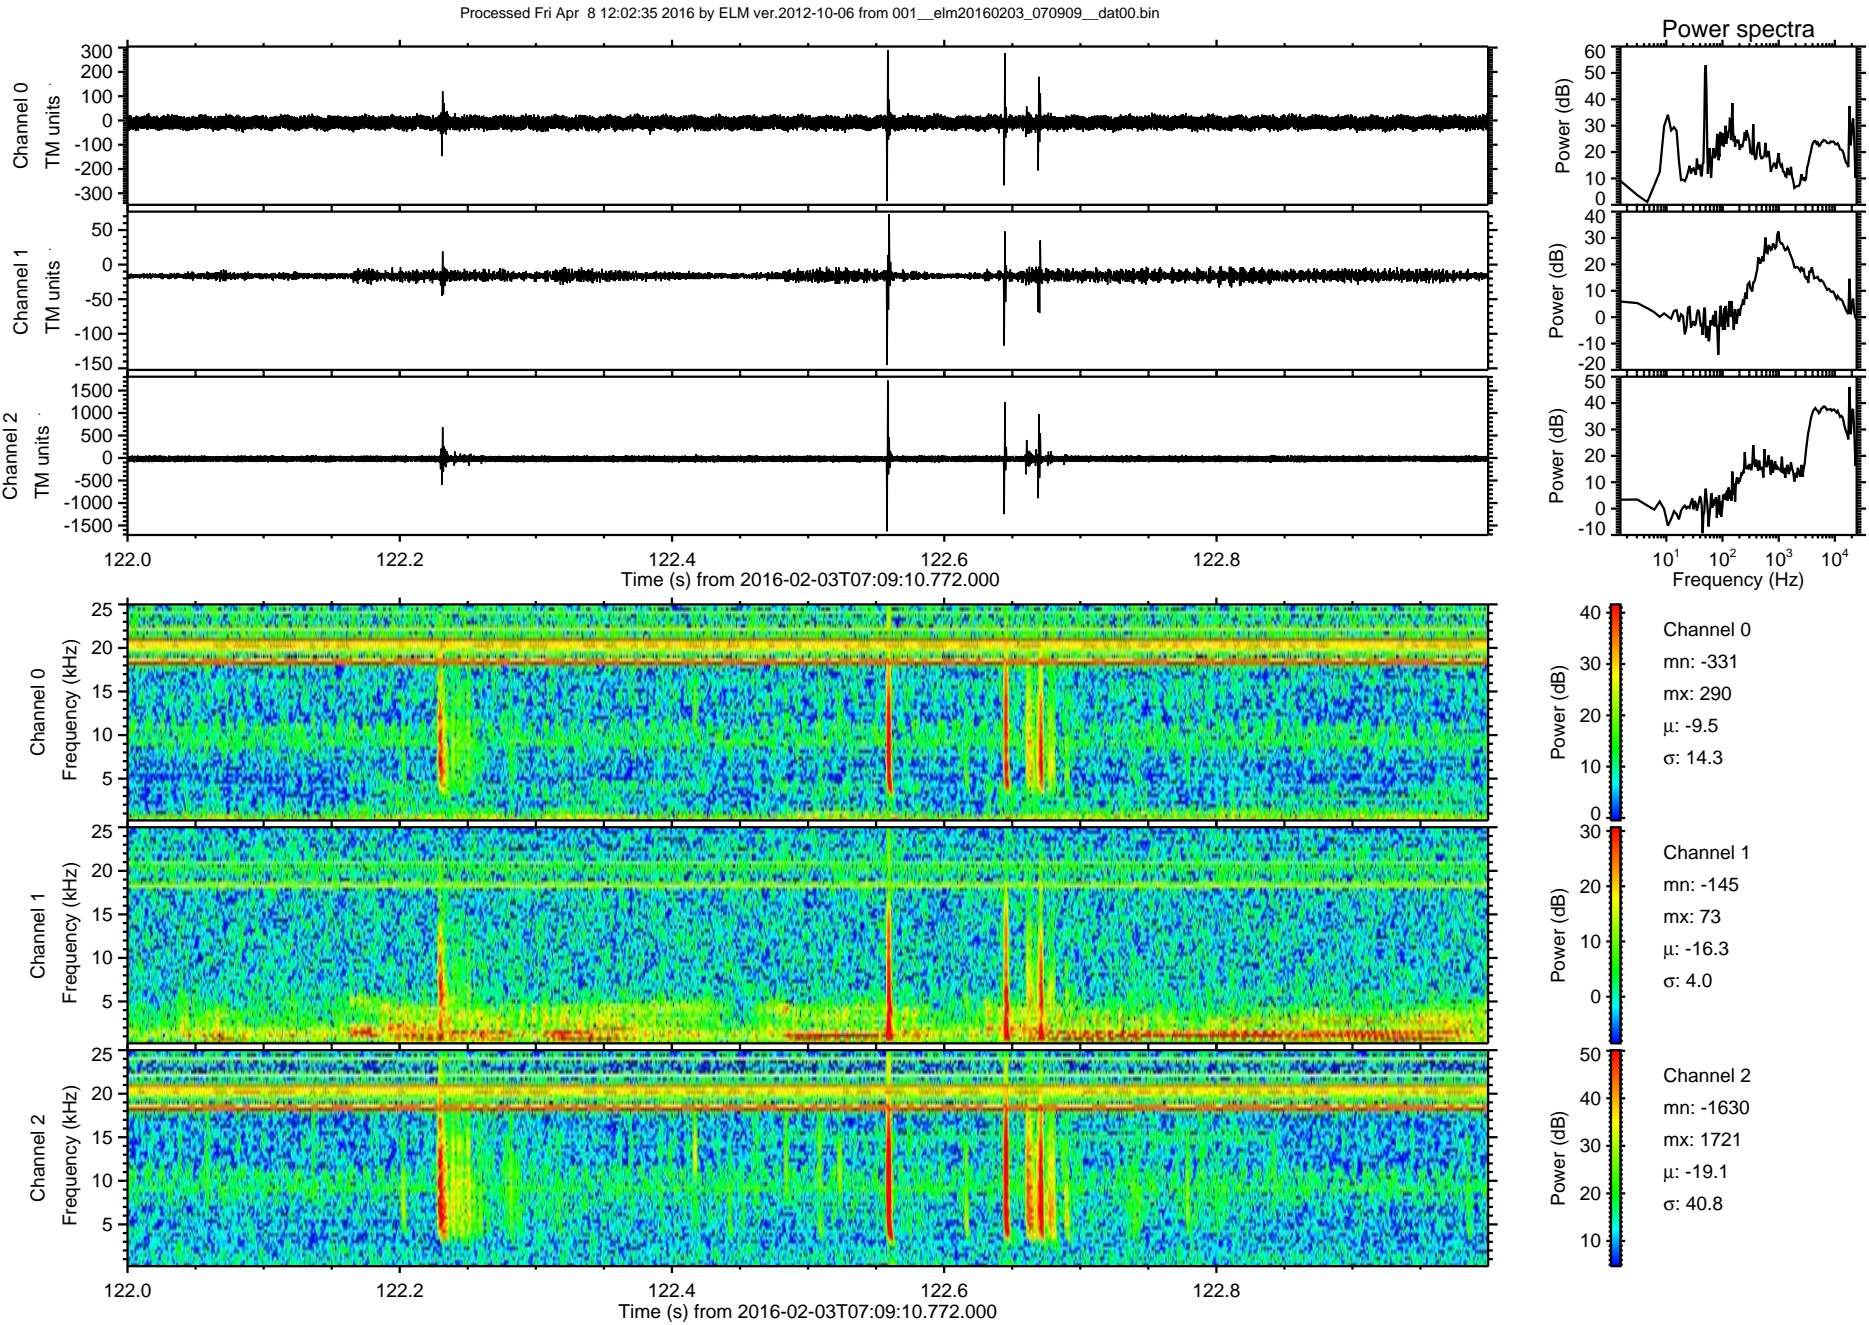 Processed Fri Apr  8 12:02:35 2016 by ELM ver.2012-10-06 from 001__elm20160203_070909__dat00.bin
Power spectra
Channel 0
TM units
300
200
100
0
-100
-200
-300
Power (dB)
60
50
40
30
20
10
0
Channel 1
TM units
50
0
-50
-100
-150
Power (dB)
40
30
20
10
0
-10
-20
Channel 2
TM units
1500
1000
500
0
-500
-1000
-1500
Power (dB)
50
40
30
20
10
0
-10
122.0 122.2 122.4 122.6 122.8
Time (s) from 2016-02-03T07:09:10.772.000
10¹ 10² 10³ 10⁴
Frequency (Hz)
Channel 0
Frequency (kHz)
25
20
15
10
5
Power (dB)
40
30
20
10
0
Channel 0
mn: -331
mx: 290
μ: -9.5
σ: 14.3
Channel 1
Frequency (kHz)
25
20
15
10
5
Power (dB)
30
20
10
0
Channel 1
mn: -145
mx: 73
μ: -16.3
σ: 4.0
Channel 2
Frequency (kHz)
25
20
15
10
5
Power (dB)
50
40
30
20
10
Channel 2
mn: -1630
mx: 1721
μ: -19.1
σ: 40.8
122.0 122.2 122.4 122.6 122.8
Time (s) from 2016-02-03T07:09:10.772.000